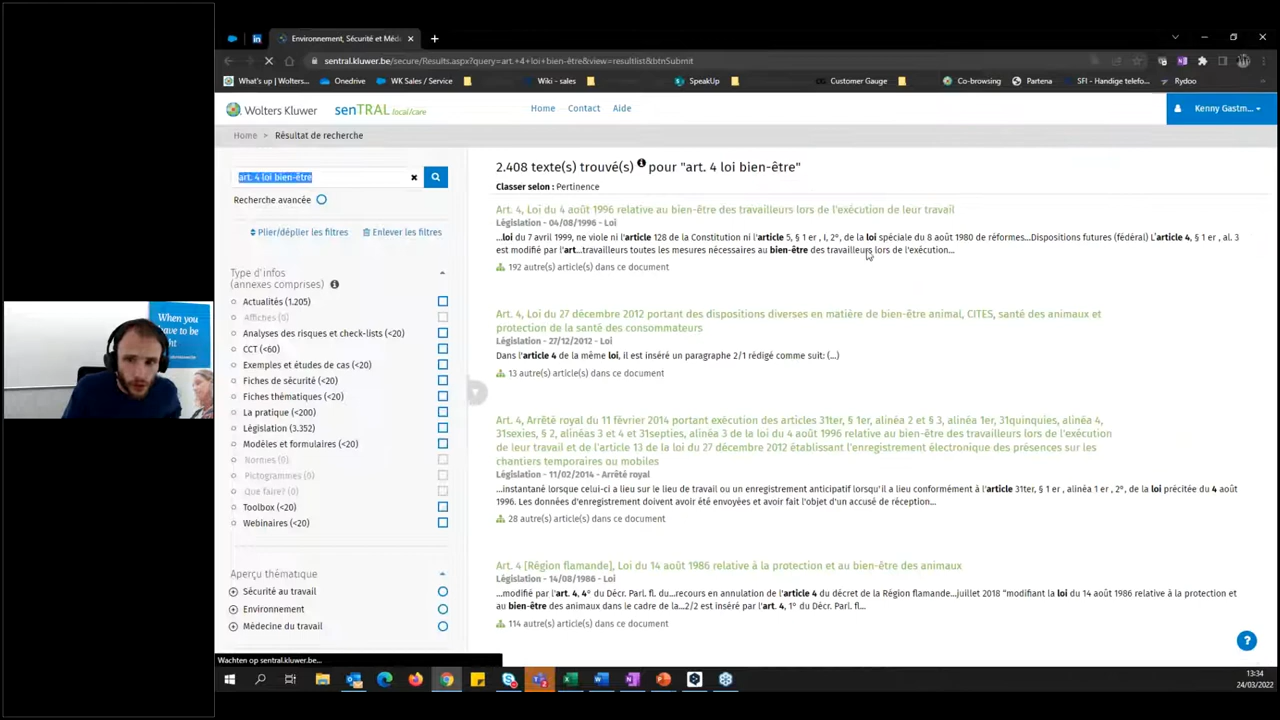 Environnement, Sécurité et Méde
sentral.kluwer.be/secure/Results.aspx?query=art.+4+loi+bien-être&view=resultlist&btnSubmit
What's up | Wolters...
Onedrive
WK Sales / Service
Wiki - sales
SpeakUp
Customer Gauge
Co-browsing
Partena
SFI - Handige telefo...
Rydoo
Wolters Kluwer
senTRAL local/care
Home
Contact
Aide
Kenny Gastm...
Home > Résultat de recherche
art. 4 loi bien-être
Recherche avancée
Plier/déplier les filtres
Enlever les filtres
Type d'infos
(annexes comprises)
Actualités (1.205)
Affiches (0)
Analyses des risques et check-lists (<20)
CCT (<60)
Exemples et études de cas (<20)
Fiches de sécurité (<20)
Fiches thématiques (<20)
La pratique (<200)
Législation (3.352)
Modèles et formulaires (<20)
Normes (0)
Pictogrammes (0)
Que faire? (0)
Toolbox (<20)
Webinaires (<20)
Aperçu thématique
Sécurité au travail
Environnement
Médecine du travail
2.408 texte(s) trouvé(s) pour "art. 4 loi bien-être"
Classer selon : Pertinence
Art. 4, Loi du 4 août 1996 relative au bien-être des travailleurs lors de l'exécution de leur travail
Législation - 04/08/1996 - Loi
...loi du 7 avril 1999, ne viole ni l'article 128 de la Constitution ni l'article 5, § 1 er , I, 2°, de la loi spéciale du 8 août 1980 de réformes...Dispositions futures (fédéral) L'article 4, § 1 er , al. 3
est modifié par l'art...travailleurs toutes les mesures nécessaires au bien-être des travailleurs lors de l'exécution...
192 autre(s) article(s) dans ce document
Art. 4, Loi du 27 décembre 2012 portant des dispositions diverses en matière de bien-être animal, CITES, santé des animaux et
protection de la santé des consommateurs
Législation - 27/12/2012 - Loi
Dans l'article 4 de la même loi, il est inséré un paragraphe 2/1 rédigé comme suit: (...)
13 autre(s) article(s) dans ce document
Art. 4, Arrêté royal du 11 février 2014 portant exécution des articles 31ter, § 1er, alinéa 2 et § 3, alinéa 1er, 31quinquies, alinéa 4,
31sexies, § 2, alinéas 3 et 4 et 31septies, alinéa 3 de la loi du 4 août 1996 relative au bien-être des travailleurs lors de l'exécution
de leur travail et de l'article 13 de la loi du 27 décembre 2012 établissant l'enregistrement électronique des présences sur les
chantiers temporaires ou mobiles
Législation - 11/02/2014 - Arrêté royal
...instantané lorsque celui-ci a lieu sur le lieu de travail ou un enregistrement anticipatif lorsqu'il a lieu conformément à l'article 31ter, § 1 er , alinéa 1 er , 2°, de la loi précitée du 4 août
1996. Les données d'enregistrement doivent avoir été envoyées et avoir fait l'objet d'un accusé de réception...
28 autre(s) article(s) dans ce document
Art. 4 [Région flamande], Loi du 14 août 1986 relative à la protection et au bien-être des animaux
Législation - 14/08/1986 - Loi
...modifié par l'art. 4, 4° du Décr. Parl. fl. du...recours en annulation de l'article 4 du décret de la Région flamande...juillet 2018 "modifiant la loi du 14 août 1986 relative à la protection et
au bien-être des animaux dans le cadre de la...2/2 est inséré par l'art. 4, 1° du Décr. Parl. fl...
114 autre(s) article(s) dans ce document
Wachten op sentral.kluwer.be...
13:34
24/03/2022
When you